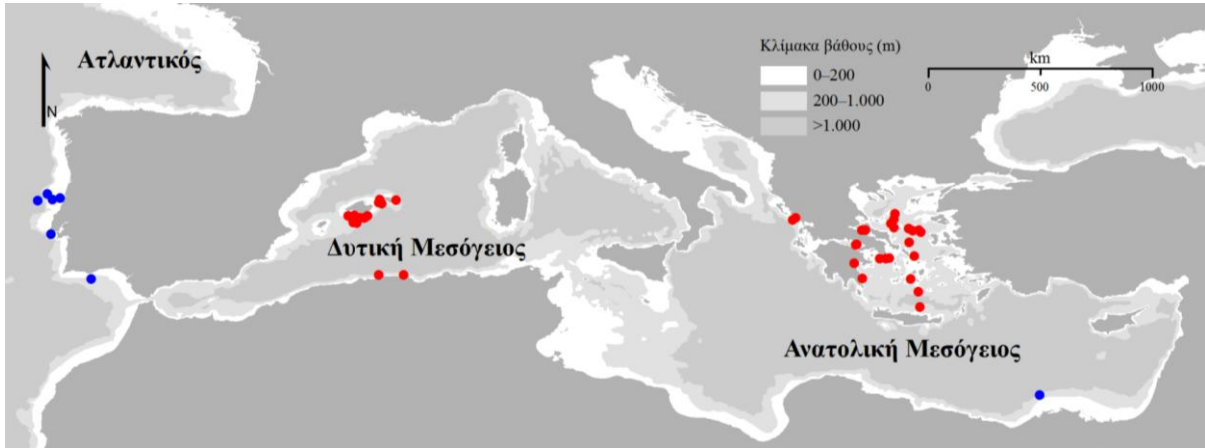 Ατλαντικός
N
Κλίμακα βάθους (m)
0–200
200–1.000
>1.000
km
0 500 1000
Δυτική Μεσόγειος
Ανατολική Μεσόγειος